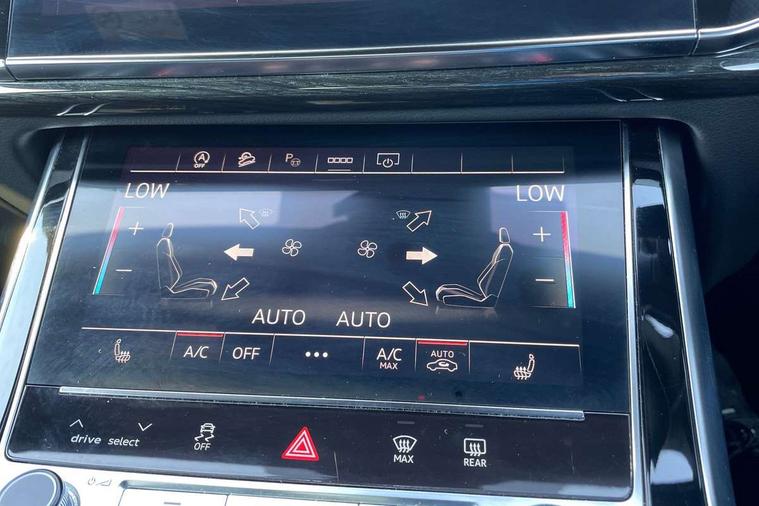 A OFF P
LOW LOW
+ +
− −
AUTO AUTO
A/C OFF ••• A/C MAX AUTO
drive select OFF MAX REAR